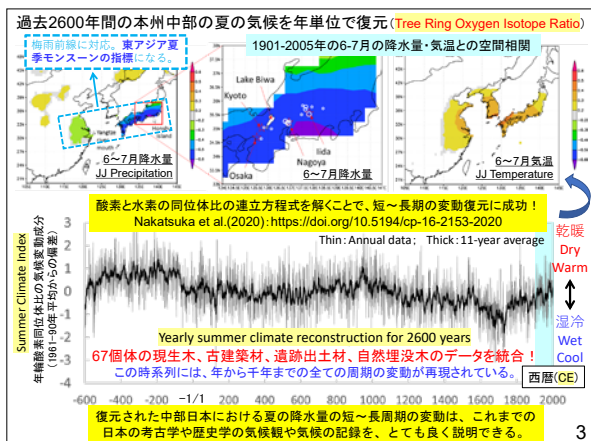 過去2600年間の本州中部の夏の気候を年単位で復元(Tree Ring Oxygen Isotope Ratio)
梅雨前線に対応。東アジア夏
季モンスーンの指標になる。
1901-2005年の6-7月の降水量・気温との空間相関
Lake Biwa
Kyoto
Iida
Nagoya
Osaka
6~7月降水量
JJ Precipitation
6~7月降水量
6~7月気温
JJ Temperature
酸素と水素の同位体比の連立方程式を解くことで、短~長期の変動復元に成功!
Nakatsuka et al.(2020):https://doi.org/10.5194/cp-16-2153-2020
Summer Climate Index
年輪酸素同位体比の気候変動成分
(1961-90年平均からの偏差)
3
2
1
0
-1
-2
-3
-4
Thin:Annual data; Thick:11-year average
乾暖
Dry
Warm
湿冷
Wet
Cool
Yearly summer climate reconstruction for 2600 years
67個体の現生木、古建築材、遺跡出土材、自然埋没木のデータを統合!
この時系列には、年から千年までの全ての周期の変動が再現されている。
西暦(CE)
-600 -400 -200 -1/1 200 400 600 800 1000 1200 1400 1600 1800 2000
復元された中部日本における夏の降水量の短~長周期の変動は、これまでの
日本の考古学や歴史学の気候観や気候の記録を、とても良く説明できる。
3